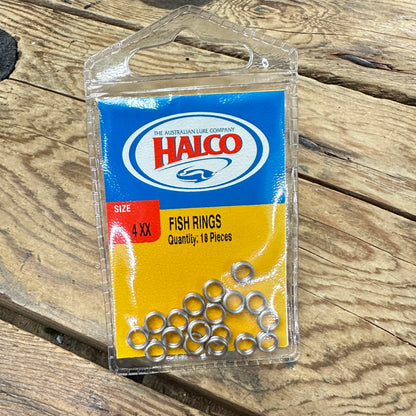 THE AUSTRALIAN LURE COMPANY
HALCO
SIZE
4 XX
FISH RINGS
Quantity: 18 Pieces